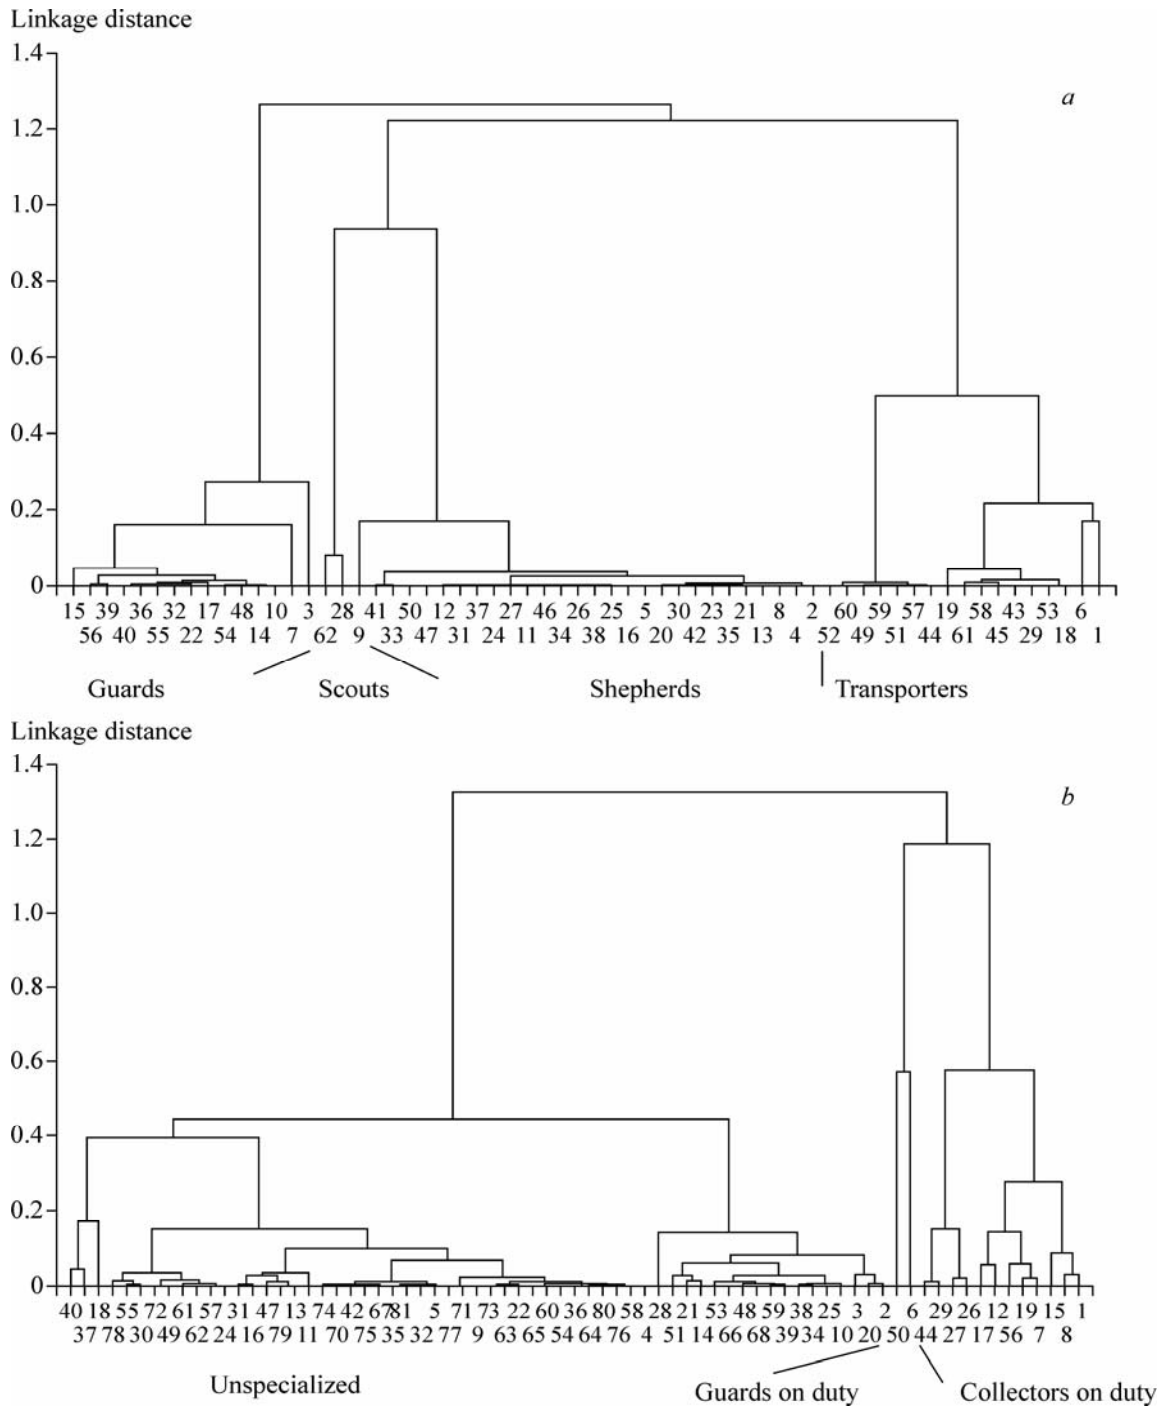 Linkage distance
1.4
a
1.2
1.0
0.8
0.6
0.4
0.2
0
15 39 36 32 17 48 10 3 28 41 50 12 37 27 46 26 25 5 30 23 21 8 2 60 59 57 19 58 43 53 6
56 40 55 22 54 14 7 62 9 33 47 31 24 11 34 38 16 20 42 35 13 4 52 49 51 44 61 45 29 18 1
Guards Scouts Shepherds Transporters
Linkage distance
1.4
b
1.2
1.0
0.8
0.6
0.4
0.2
0
40 18 55 72 61 57 31 47 13 74 42 67 81 5 71 73 22 60 36 80 58 28 21 53 48 59 38 25 3 2 6 29 26 12 19 15 1
37 78 30 49 62 24 16 79 11 70 75 35 32 77 9 63 65 54 64 76 4 51 14 66 68 39 34 10 20 50 44 27 17 56 7 8
Unspecialized Guards on duty Collectors on duty